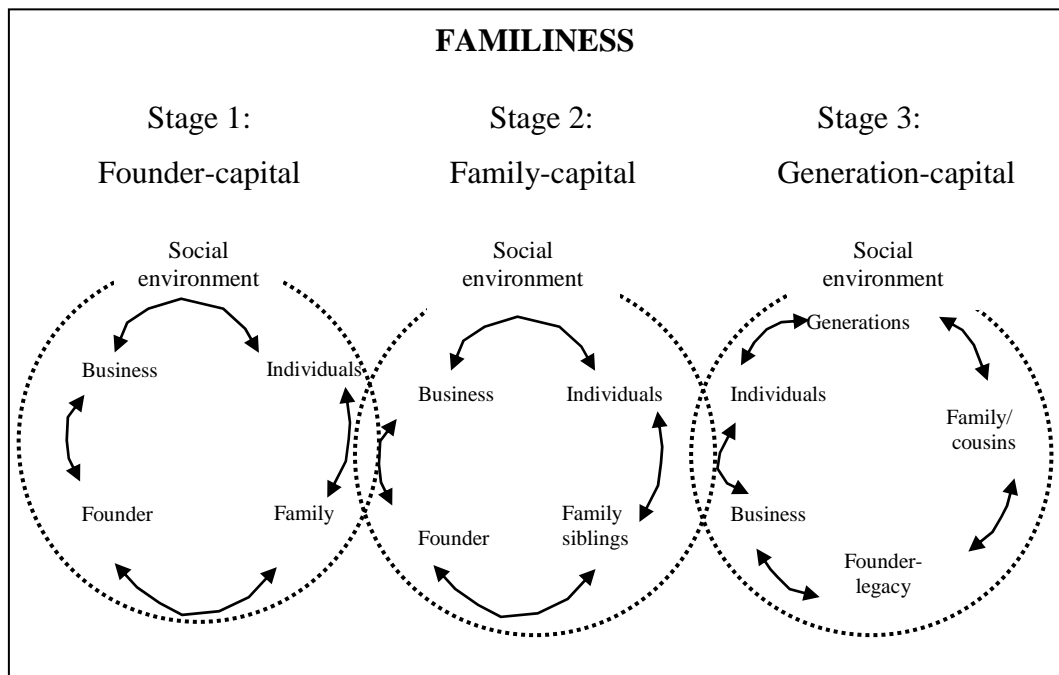 FAMILINESS
Stage 1:
Founder-capital
Stage 2:
Family-capital
Stage 3:
Generation-capital
Social
environment
Business
Individuals
Founder
Family
Social
environment
Business
Individuals
Founder
Family
siblings
Social
environment
Generations
Individuals
Family/
cousins
Business
Founder-
legacy